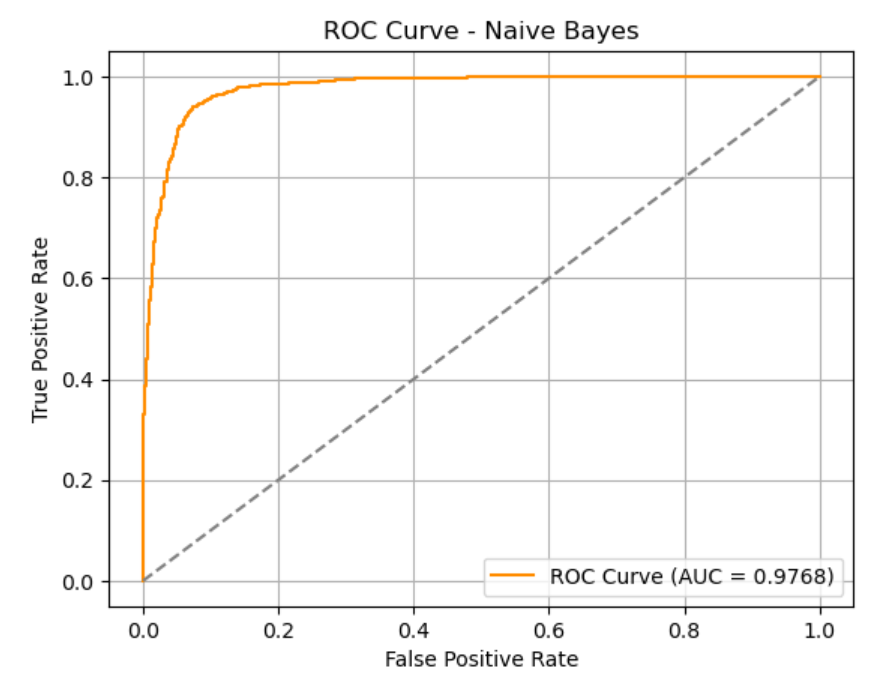 ROC Curve - Naive Bayes
True Positive Rate
1.0
0.8
0.6
0.4
0.2
0.0
ROC Curve (AUC = 0.9768)
0.0 0.2 0.4 0.6 0.8 1.0
False Positive Rate